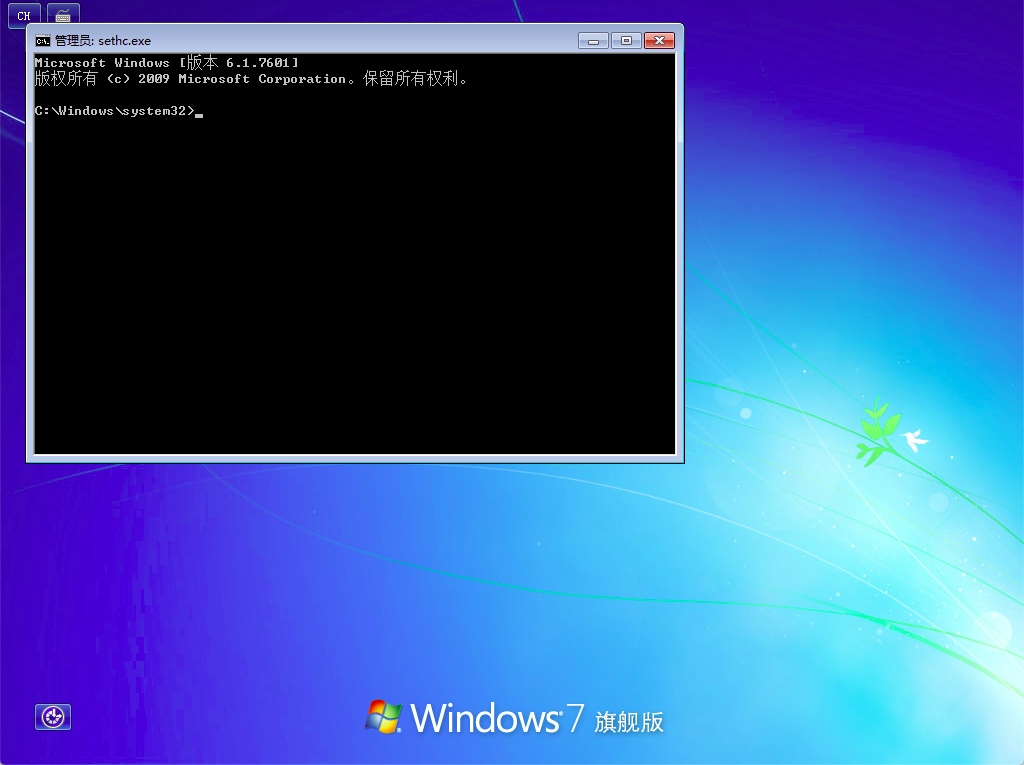 CH
管理员: sethc.exe
Microsoft Windows [版本 6.1.7601]
版权所有 (c) 2009 Microsoft Corporation。保留所有权利。
C:\Windows\system32>
Windows 7 旗舰版